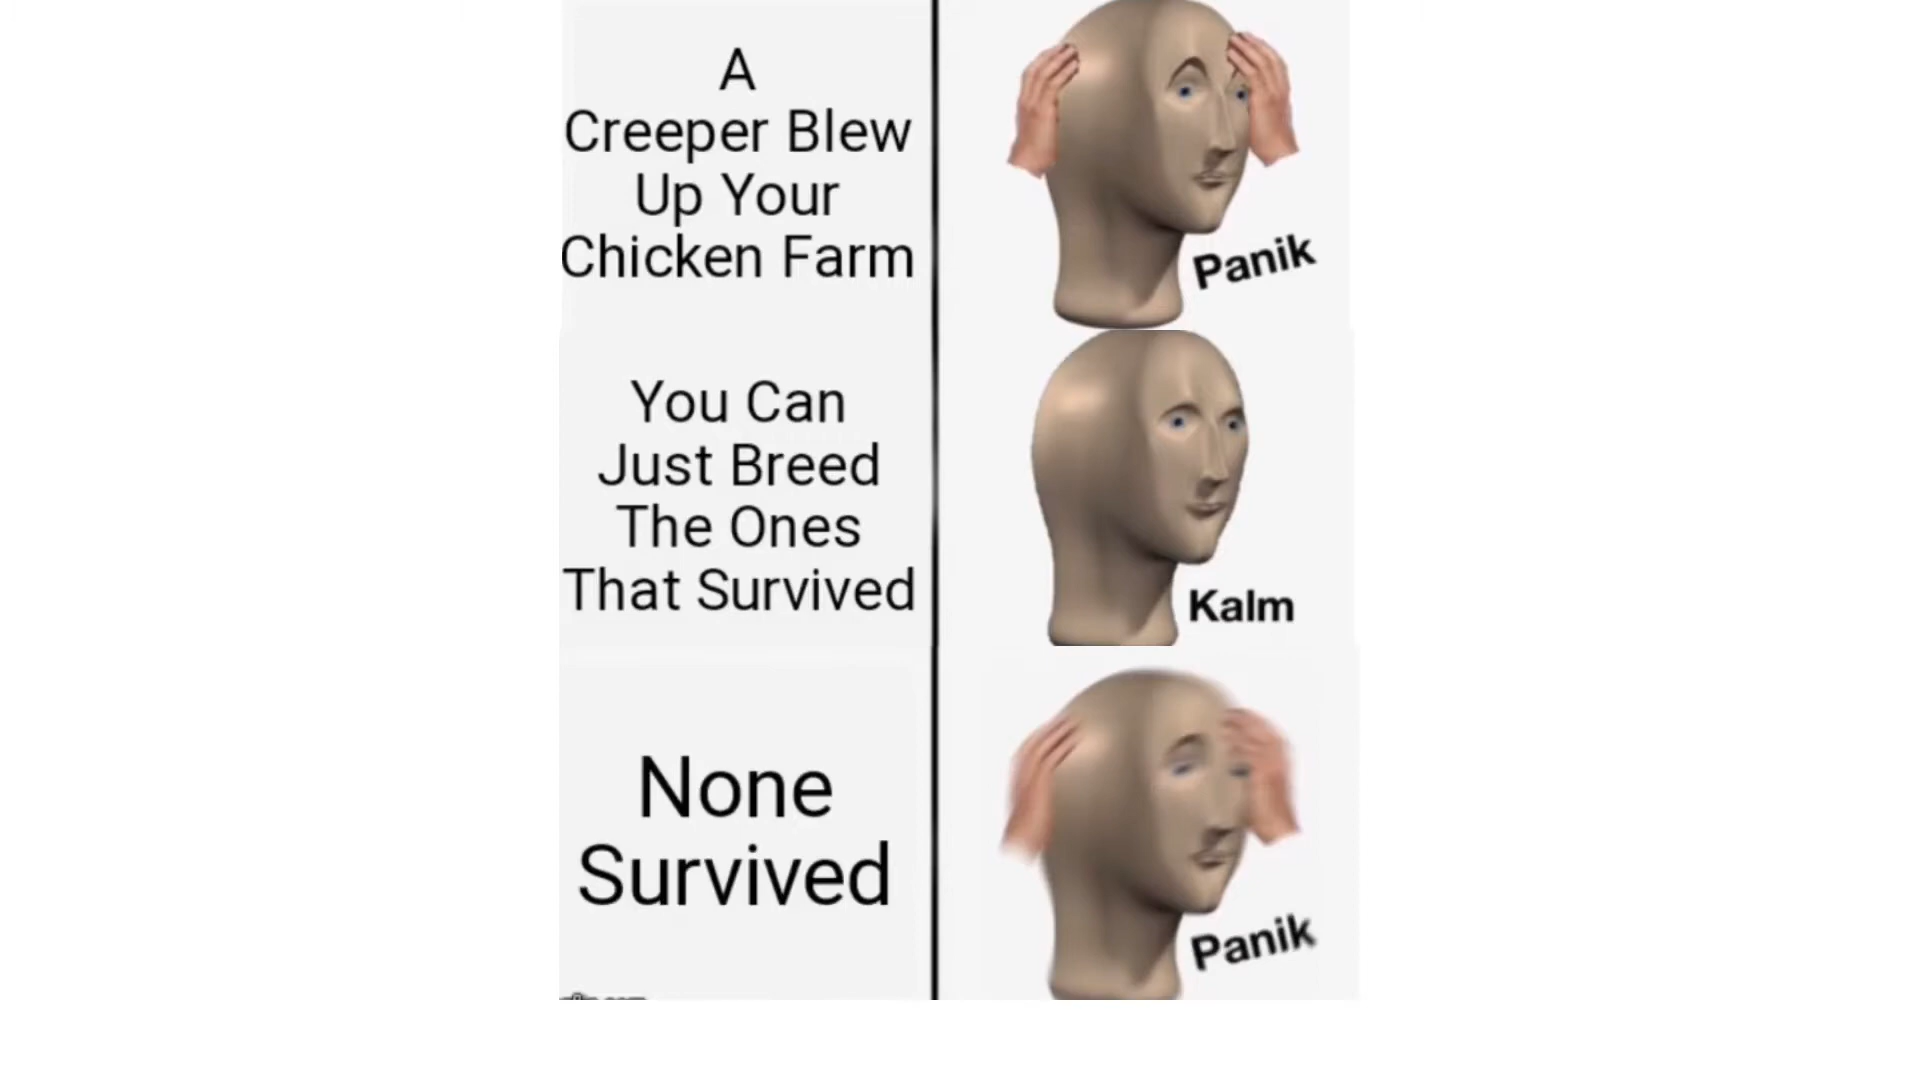 A
Creeper Blew
Up Your
Chicken Farm
Panik
You Can
Just Breed
The Ones
That Survived
Kalm
None
Survived
Panik